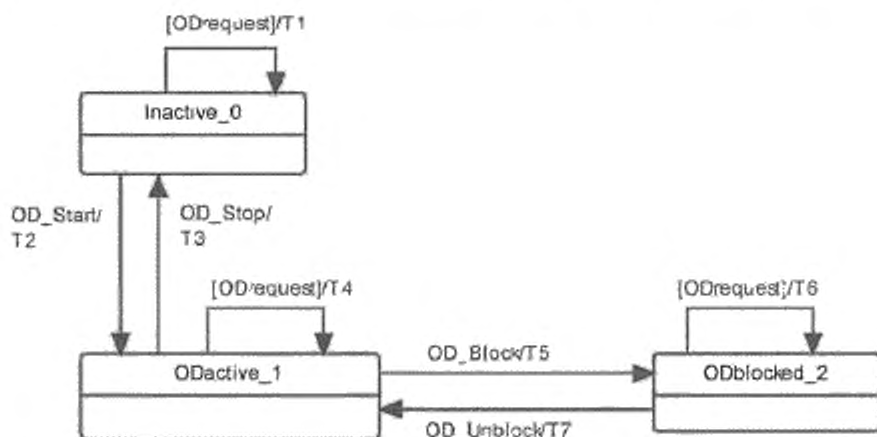 [ODrequest]/T1
Inactive_0
OD_Start/
T2
OD_Stop/
T3
[ODrequest]/T4
[ODrequest]/T6
ODactive_1
OD_Block/T5
ODblocked_2
OD_Unblock/T7